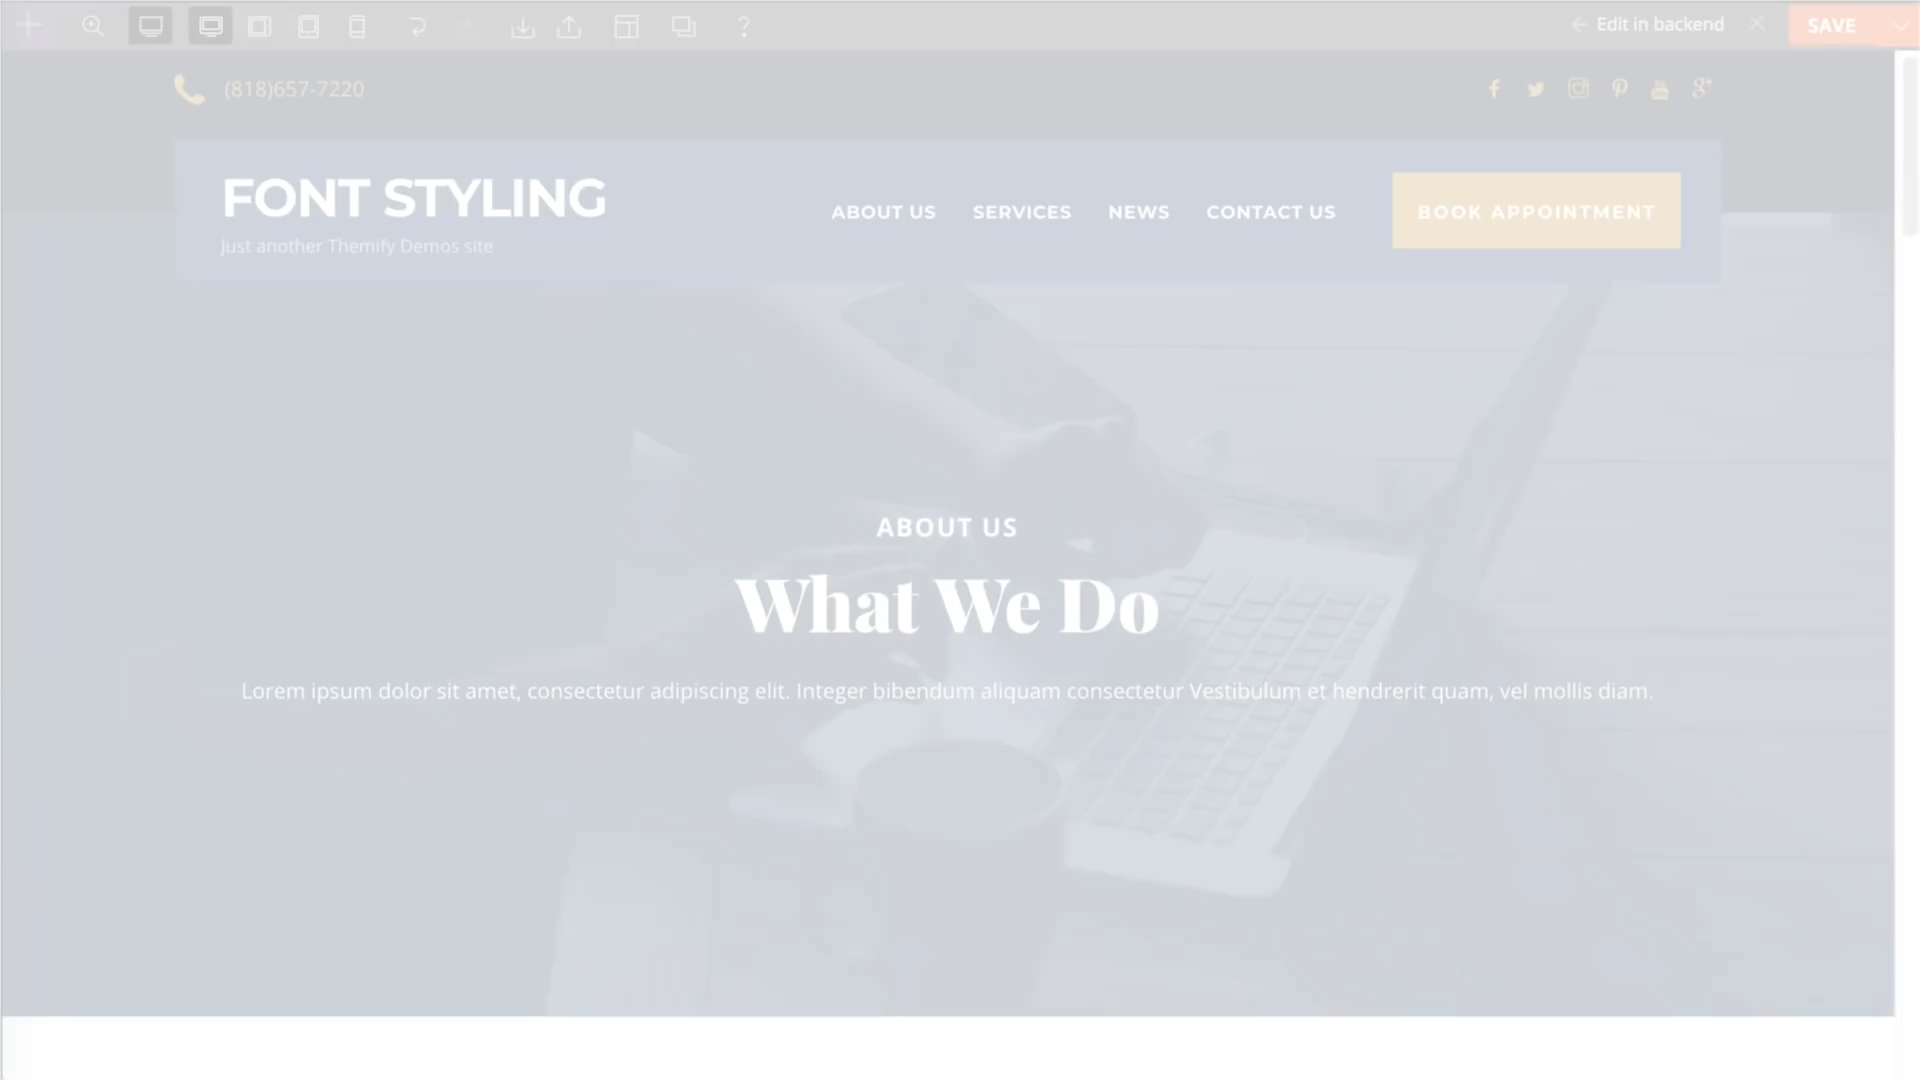 Edit in backend
SAVE
(818)657-7220
FONT STYLING
Just another Themify Demos site
ABOUT US
SERVICES
NEWS
CONTACT US
BOOK APPOINTMENT
ABOUT US
What We Do
Lorem ipsum dolor sit amet, consectetur adipiscing elit. Integer bibendum aliquam consectetur Vestibulum et hendrerit quam, vel mollis diam.